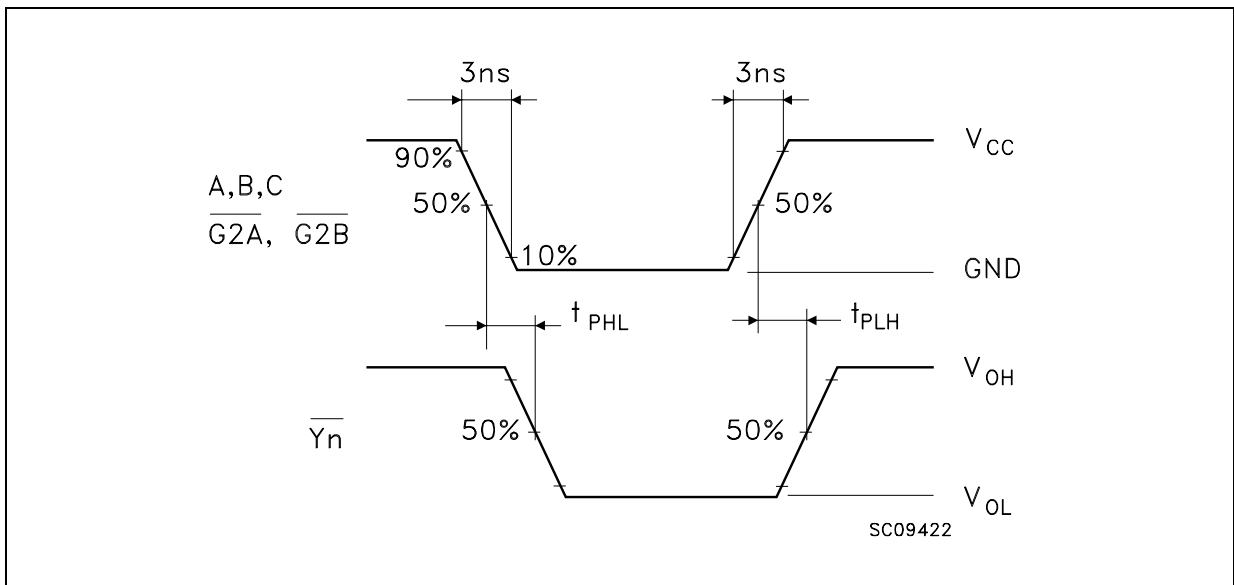 3ns 3ns
V_CC
90%
A,B,C
50% 50%
G2A, G2B
10%
GND
t_PHL t_PLH
V_OH
50% 50%
Yn
V_OL
SC09422